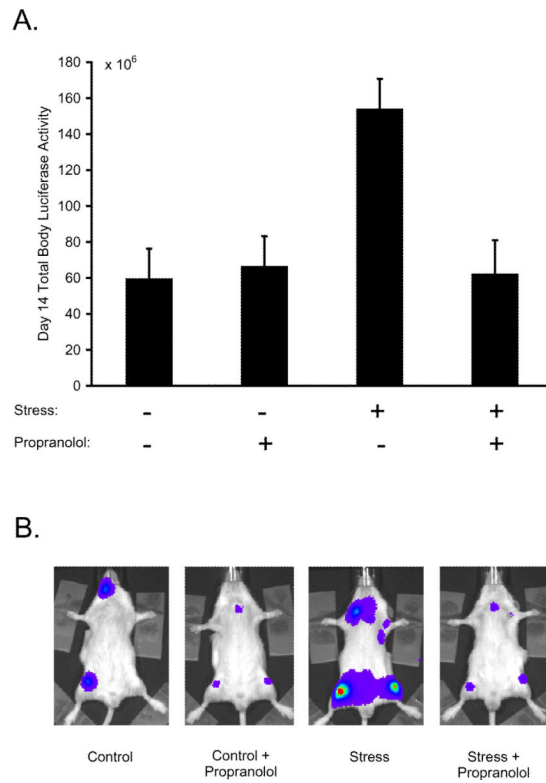 A.
x 10⁶
Day 14 Total Body Luciferase Activity
180
160
140
120
100
80
60
40
20
0
Stress: - - + +
Propranolol: - + - +
B.
Control
Control +
Propranolol
Stress
Stress +
Propranolol